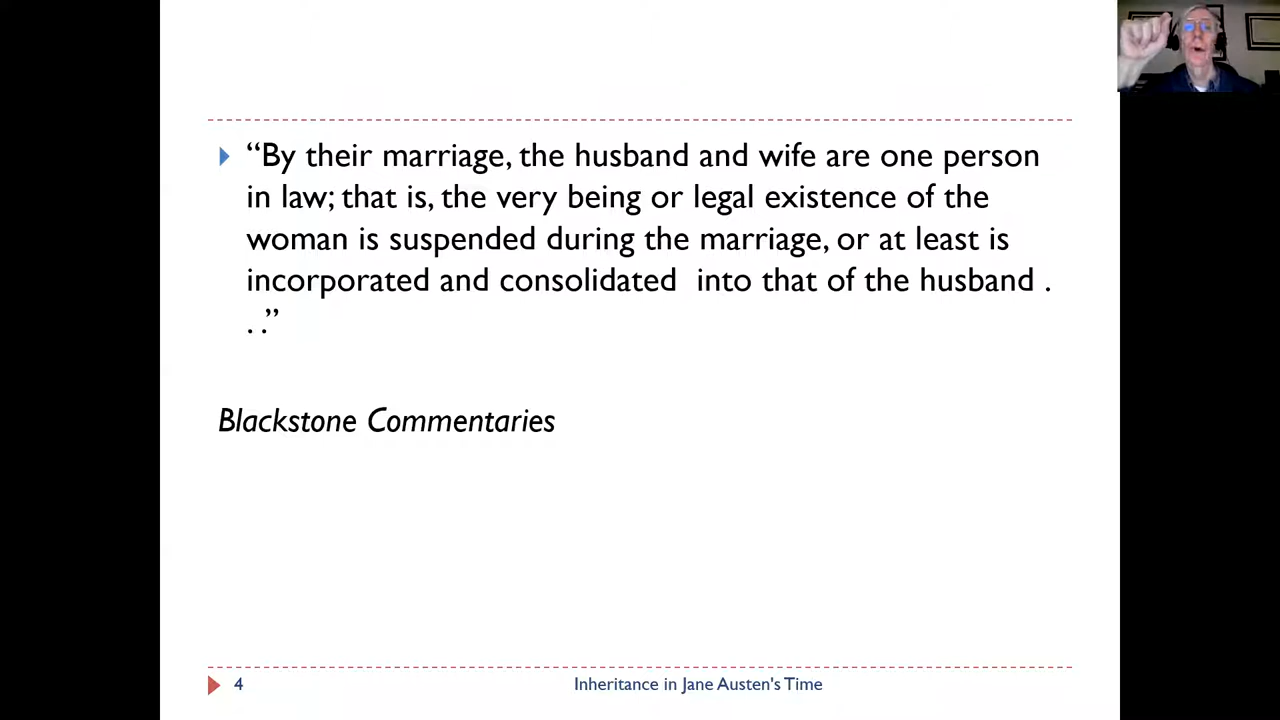 “By their marriage, the husband and wife are one person
in law; that is, the very being or legal existence of the
woman is suspended during the marriage, or at least is
incorporated and consolidated  into that of the husband .
. .”
Blackstone Commentaries
4
Inheritance in Jane Austen's Time